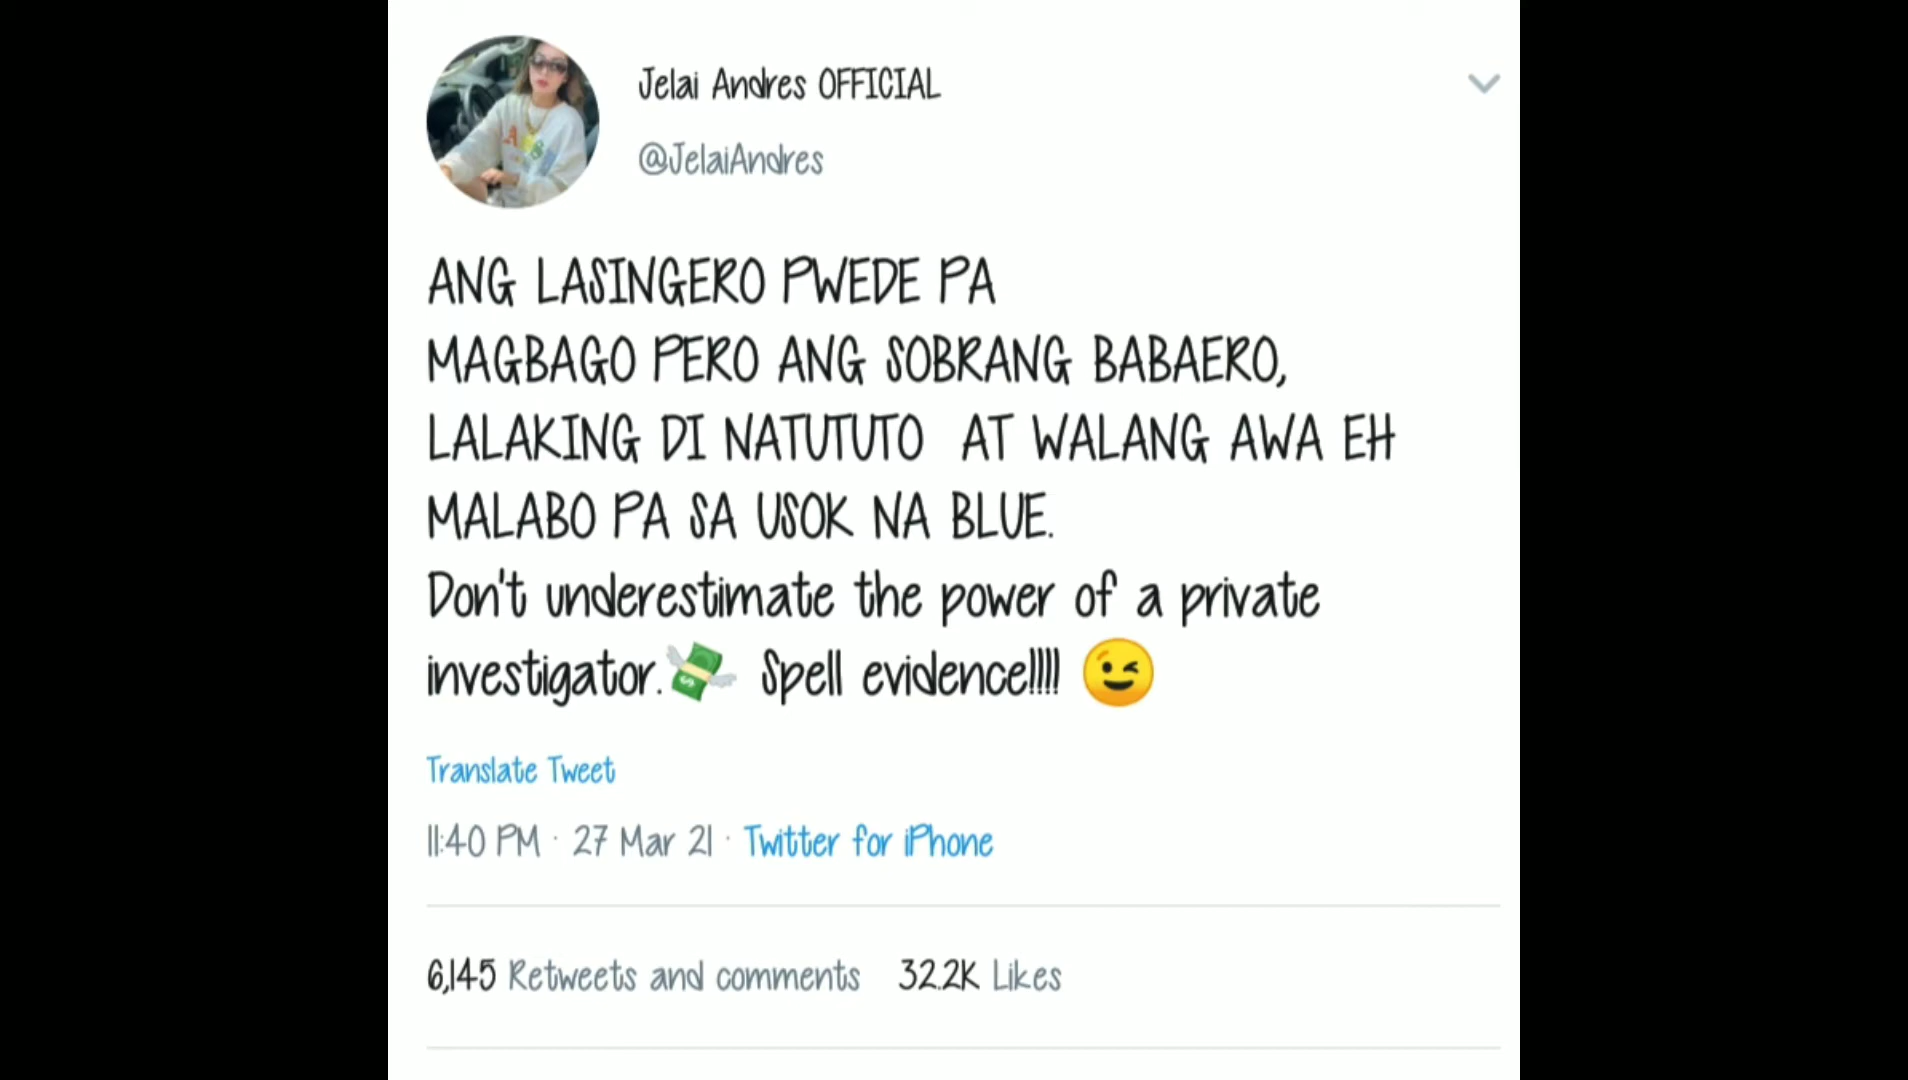 Jelai Andres OFFICIAL
@JelaiAndres
ANG LASINGERO PWEDE PA
MAGBAGO PERO ANG SOBRANG BABAERO,
LALAKING DI NATUTUTO AT WALANG AWA EH
MALABO PA SA USOK NA BLUE.
Don't underestimate the power of a private
investigator.💸 Spell evidence!!!! 😉
Translate Tweet
11:40 PM · 27 Mar 21 · Twitter for iPhone
6,145 Retweets and comments 32.2K Likes